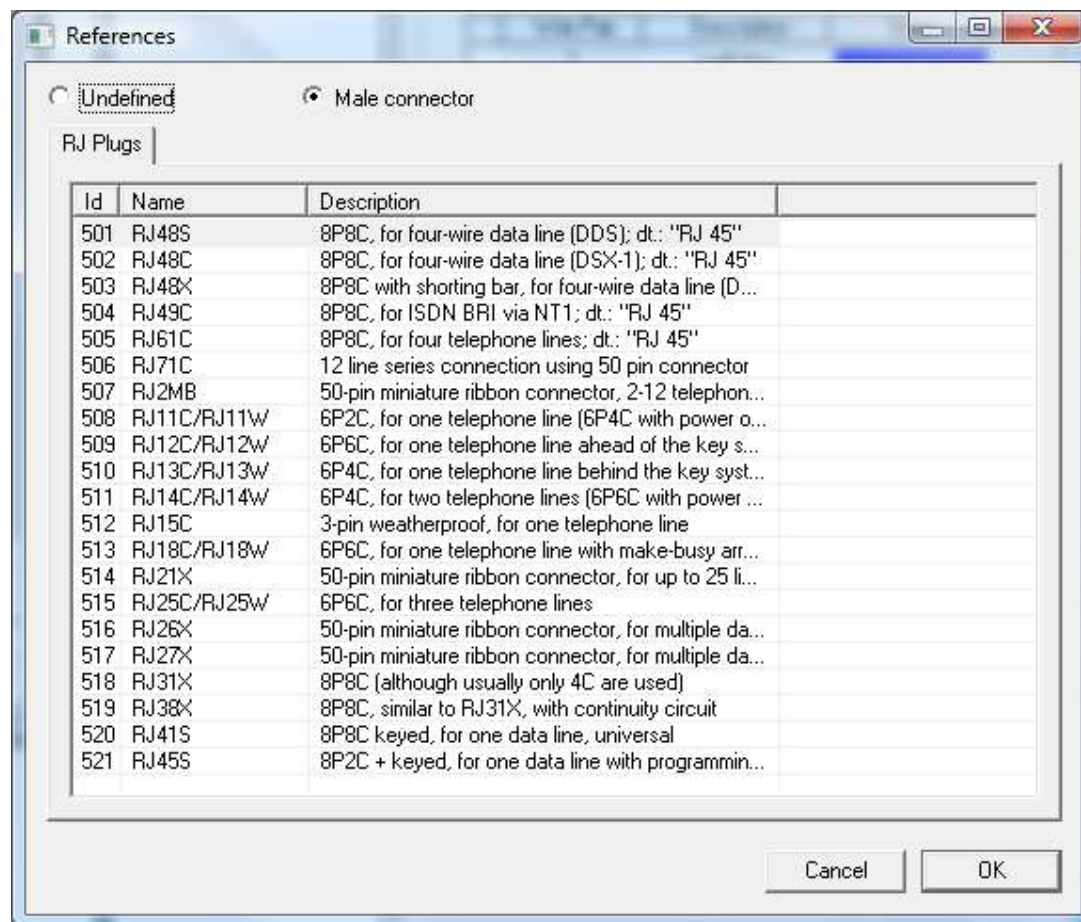 References
Undefined Male connector
RJ Plugs
Id Name Description
501 RJ48S 8P8C, for four-wire data line (DDS); dt.: "RJ 45"
502 RJ48C 8P8C, for four-wire data line (DSX-1); dt.: "RJ 45"
503 RJ48X 8P8C with shorting bar, for four-wire data line (D...
504 RJ49C 8P8C, for ISDN BRI via NT1; dt.: "RJ 45"
505 RJ61C 8P8C, for four telephone lines; dt.: "RJ 45"
506 RJ71C 12 line series connection using 50 pin connector
507 RJ2MB 50-pin miniature ribbon connector, 2-12 telephon...
508 RJ11C/RJ11W 6P2C, for one telephone line (6P4C with power o...
509 RJ12C/RJ12W 6P6C, for one telephone line ahead of the key s...
510 RJ13C/RJ13W 6P4C, for one telephone line behind the key syst...
511 RJ14C/RJ14W 6P4C, for two telephone lines (6P6C with power ...
512 RJ15C 3-pin weatherproof, for one telephone line
513 RJ18C/RJ18W 6P6C, for one telephone line with make-busy arr...
514 RJ21X 50-pin miniature ribbon connector, for up to 25 li...
515 RJ25C/RJ25W 6P6C, for three telephone lines
516 RJ26X 50-pin miniature ribbon connector, for multiple da...
517 RJ27X 50-pin miniature ribbon connector, for multiple da...
518 RJ31X 8P8C (although usually only 4C are used)
519 RJ38X 8P8C, similar to RJ31X, with continuity circuit
520 RJ41S 8P8C keyed, for one data line, universal
521 RJ45S 8P2C + keyed, for one data line with programmin...
Cancel OK